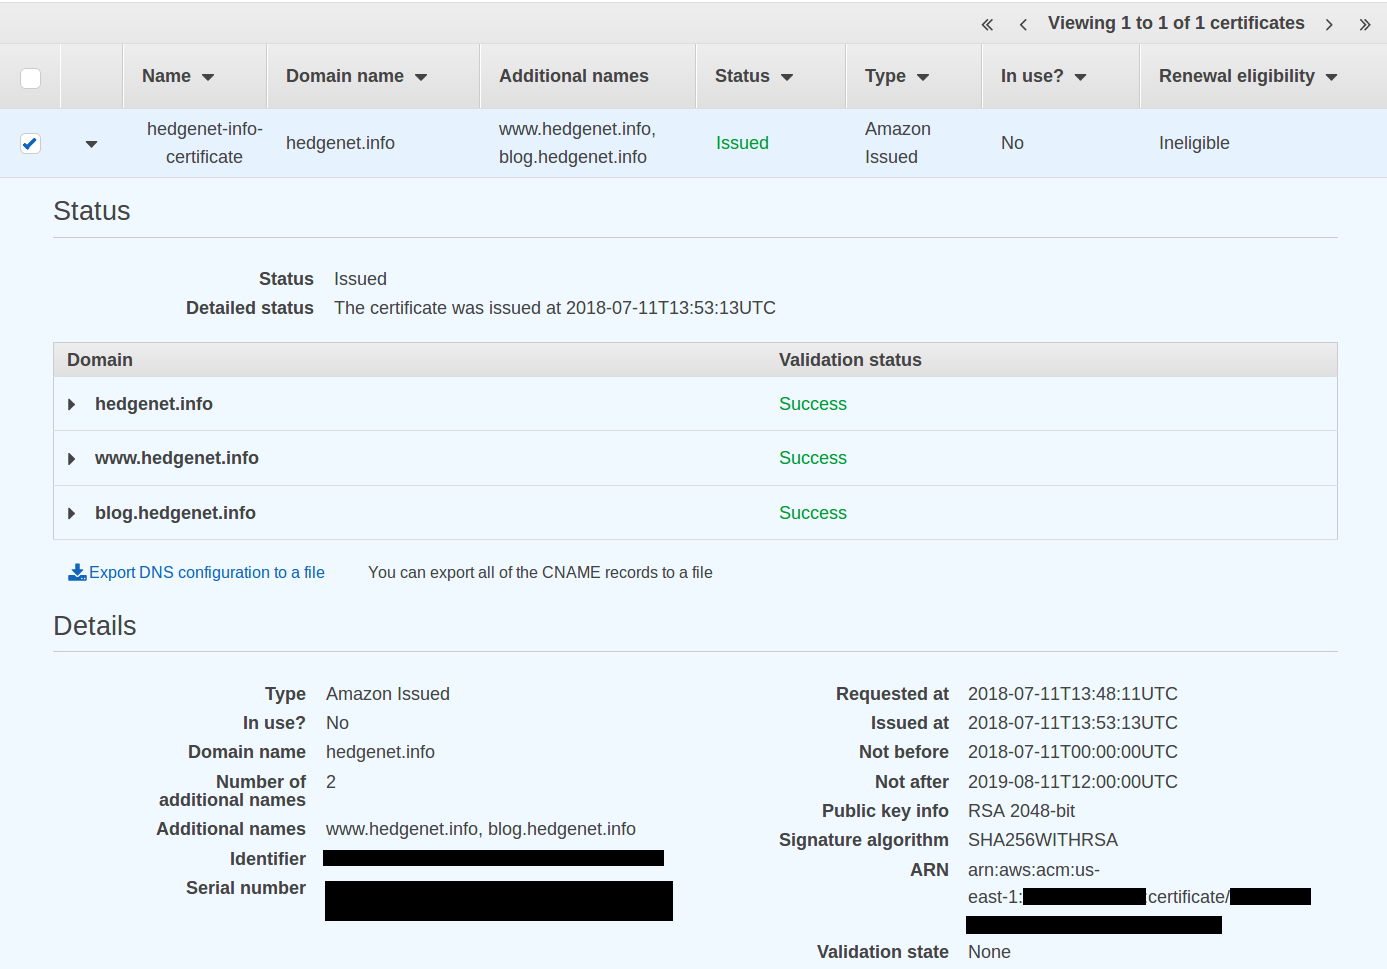 « ‹ Viewing 1 to 1 of 1 certificates › »
Name Domain name Additional names Status Type In use? Renewal eligibility
hedgenet-info- www.hedgenet.info, Amazon
hedgenet.info Issued No Ineligible
certificate blog.hedgenet.info Issued
Status
Status Issued
Detailed status The certificate was issued at 2018-07-11T13:53:13UTC
Domain Validation status
hedgenet.info Success
www.hedgenet.info Success
blog.hedgenet.info Success
Export DNS configuration to a file You can export all of the CNAME records to a file
Details
Type Amazon Issued
In use? No
Domain name hedgenet.info
Number of 2
additional names
Additional names www.hedgenet.info, blog.hedgenet.info
Identifier
Serial number
Requested at 2018-07-11T13:48:11UTC
Issued at 2018-07-11T13:53:13UTC
Not before 2018-07-11T00:00:00UTC
Not after 2019-08-11T12:00:00UTC
Public key info RSA 2048-bit
Signature algorithm SHA256WITHRSA
ARN arn:aws:acm:us-
east-1: :certificate/
Validation state None